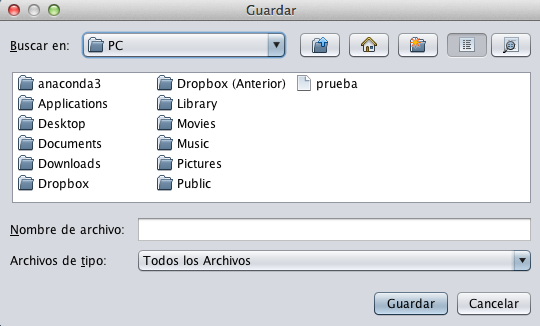 Guardar
Buscar en: PC
anaconda3 Dropbox (Anterior) prueba
Applications Library
Desktop Movies
Documents Music
Downloads Pictures
Dropbox Public
Nombre de archivo:
Archivos de tipo: Todos los Archivos
Guardar Cancelar